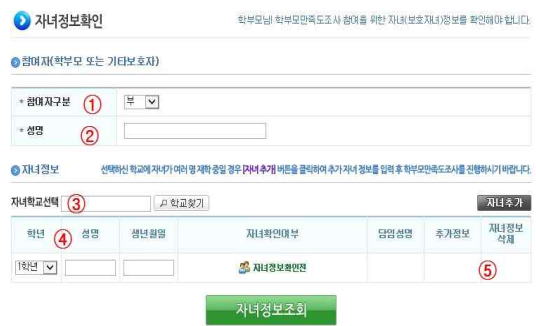 자녀정보확인
학부모님! 학부모만족도조사 참여를 위한 자녀(보호자녀)정보를 확인해야 합니다.
참여자(학부모 또는 기타보호자)
* 참여자구분 ① 부
* 성명 ②
자녀정보 선택하신 학교에 자녀가 여러 명 재학 중일 경우 [자녀 추가] 버튼을 클릭하여 추가 자녀 정보를 입력 후 학부모만족도조사를 진행하시기 바랍니다.
자녀학교선택 ③ 학교찾기 자녀추가
학년 ④ 성명 생년월일 자녀확인여부 담임성명 추가정보 자녀정보
삭제
1학년 자녀정보확인전 ⑤
자녀정보조회